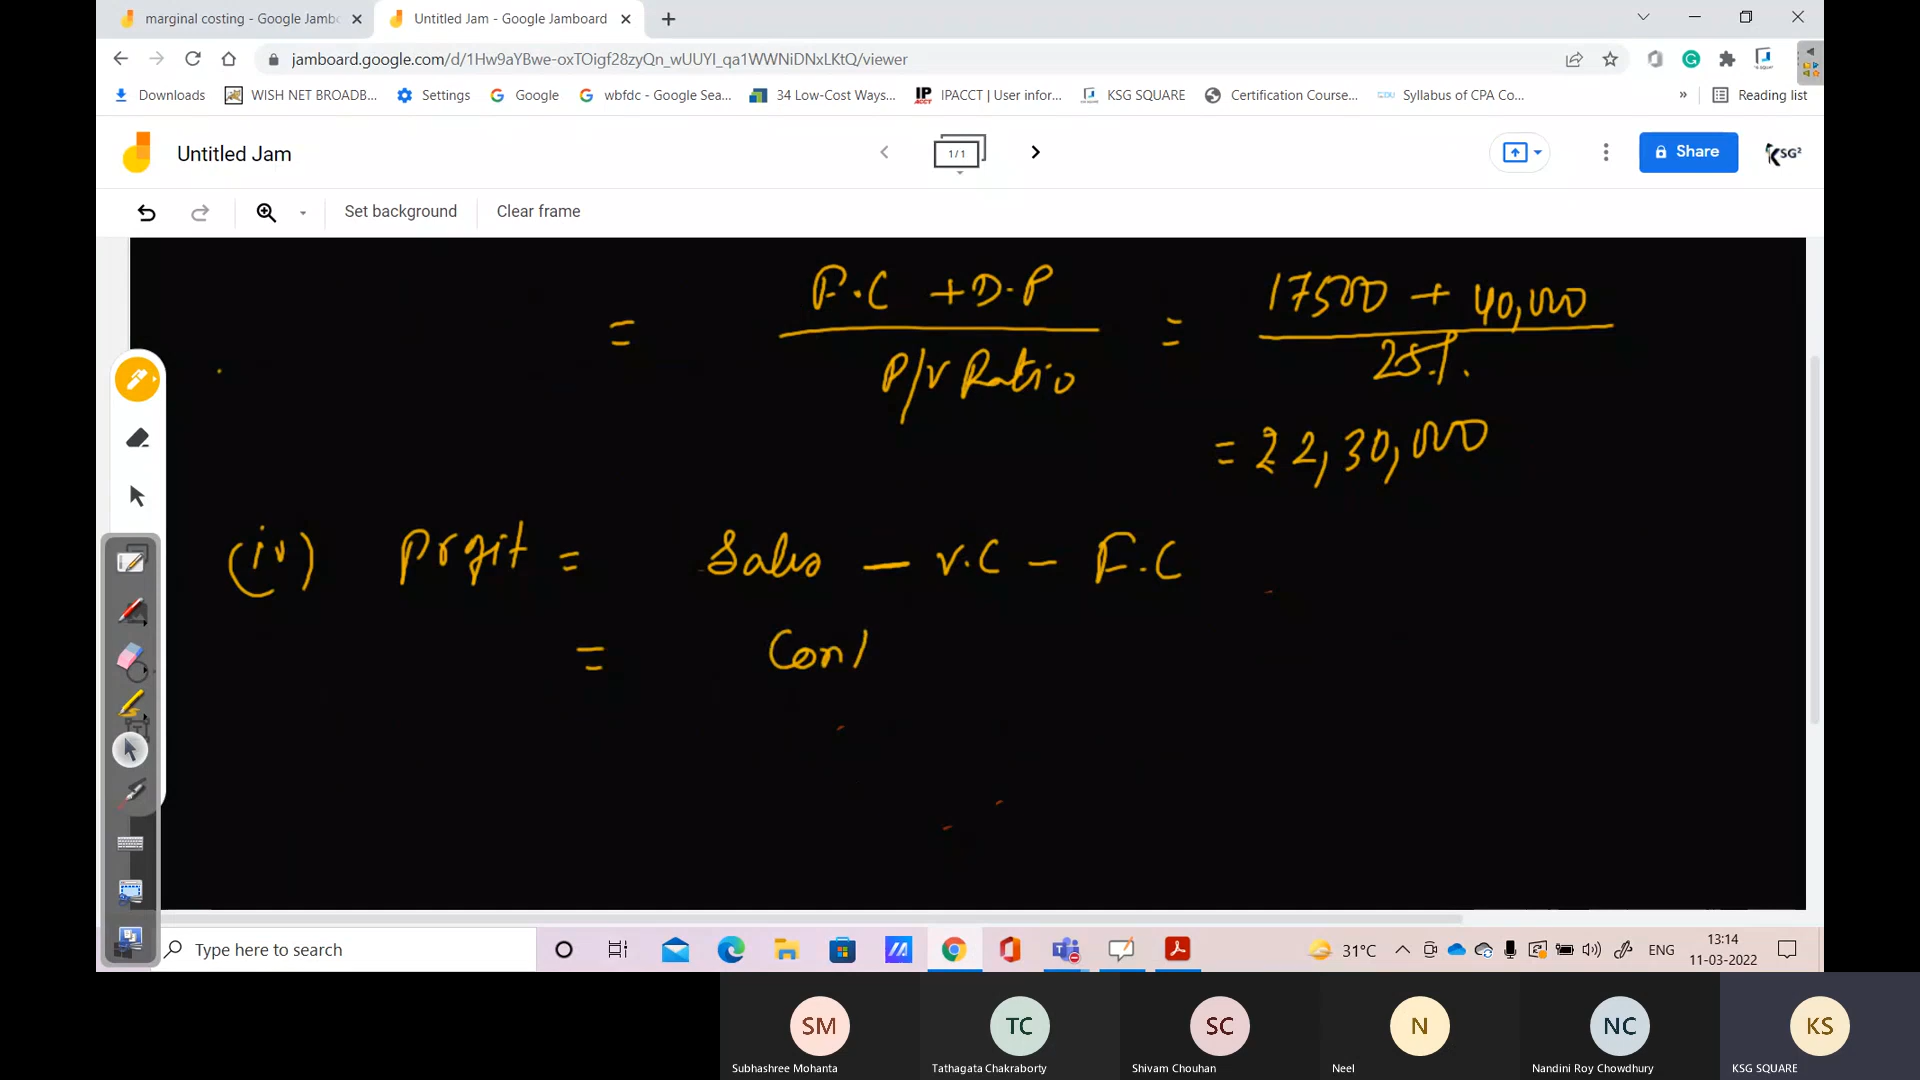 marginal costing - Google Jamb
Untitled Jam - Google Jamboard
jamboard.google.com/d/1Hw9aYBwe-oxTOigf28zyQn_wUUYI_qa1WWNiDNxLKtQ/viewer
Downloads WISH NET BROADB... Settings Google wbfdc - Google Sea... 34 Low-Cost Ways... IPACCT | User infor... KSG SQUARE Certification Course... Syllabus of CPA Co... » Reading list
Untitled Jam 1/1 Share KSG²
Set background Clear frame
F.C + D.P 17500 + 40,000
= =
P/V Ratio 25%.
= 22,30,000
(iv) Profit = Sales — V.C - F.C
= Cont
Type here to search 31°C ENG 13:14
11-03-2022
SM TC SC N NC KS
Subhashree Mohanta Tathagata Chakraborty Shivam Chouhan Neel Nandini Roy Chowdhury KSG SQUARE